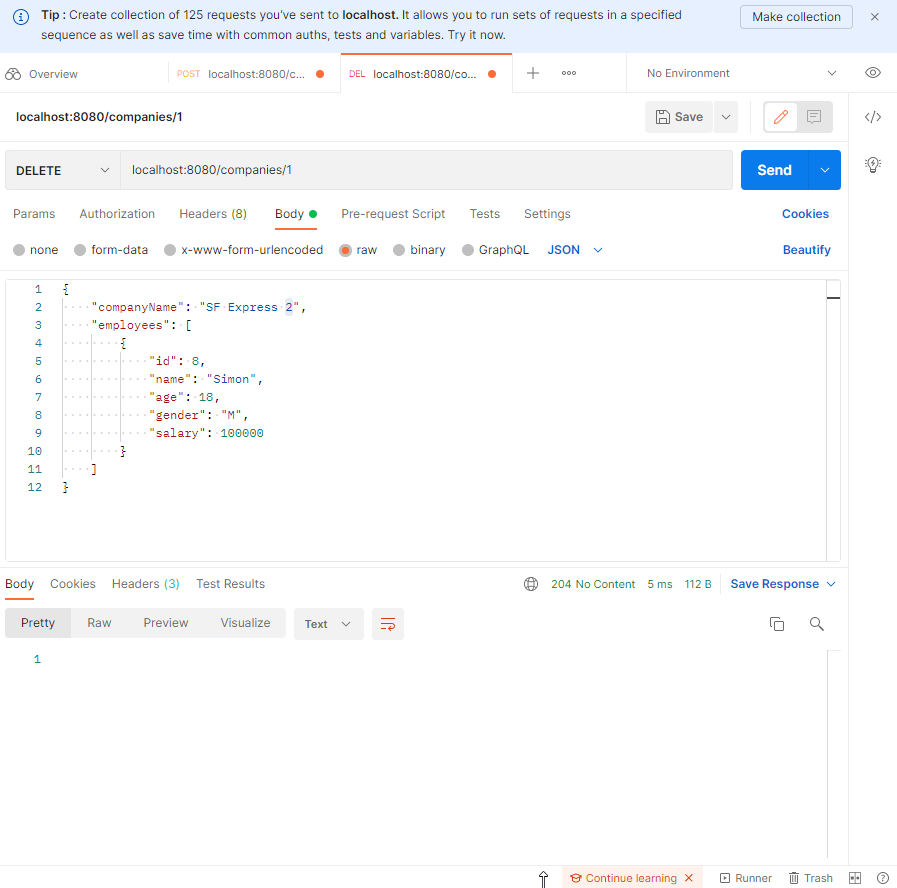 Tip : Create collection of 125 requests you've sent to localhost. It allows you to run sets of requests in a specified
sequence as well as save time with common auths, tests and variables. Try it now.
Make collection
Overview
POST localhost:8080/c...
DEL localhost:8080/co...
No Environment
localhost:8080/companies/1
Save
DELETE
localhost:8080/companies/1
Send
Params Authorization Headers (8) Body Pre-request Script Tests Settings Cookies
none form-data x-www-form-urlencoded raw binary GraphQL JSON Beautify
1 {
2 "companyName": "SF Express 2",
3 "employees": [
4 {
5 "id": 8,
6 "name": "Simon",
7 "age": 18,
8 "gender": "M",
9 "salary": 100000
10 }
11 ]
12 }
Body Cookies Headers (3) Test Results 204 No Content 5 ms 112 B Save Response
Pretty Raw Preview Visualize Text
1
Continue learning Runner Trash